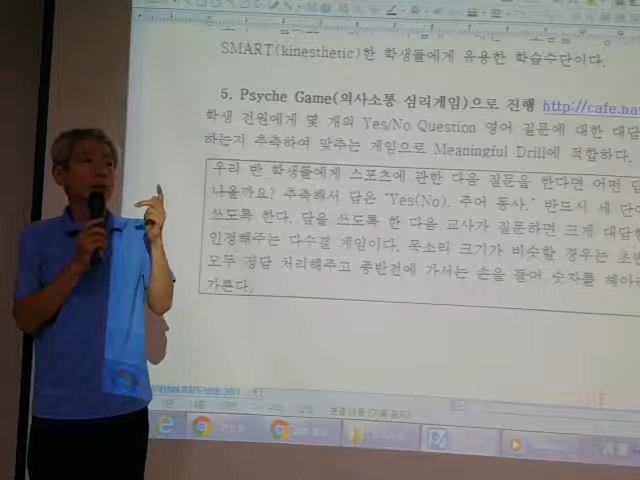 SMART(kinesthetic)한 학생들에게 유용한 학습수단이다.
5. Psyche Game(의사소통 심리게임)으로 진행 http://cafe.na
학생 전원에게 몇 개의 Yes/No Question 영어 질문에 대한 대답
하는지 추측하여 맞추는 게임으로 Meaningful Drill에 적합하다.
우리 반 학생들에게 스포츠에 관한 다음 질문을 한다면 어떤 답
나올까요? 추측해서 답은 "Yes(No), 주어 동사." 반드시 세 단어
쓰도록 한다. 답을 쓰도록 한 다음 교사가 질문하면 크게 대답한
인정해주는 다수결 게임이다. 목소리 크기가 비슷할 경우는 초반
모두 정답 처리해주고 중반전에 가서는 손을 들어 숫자를 헤아려
가른다.